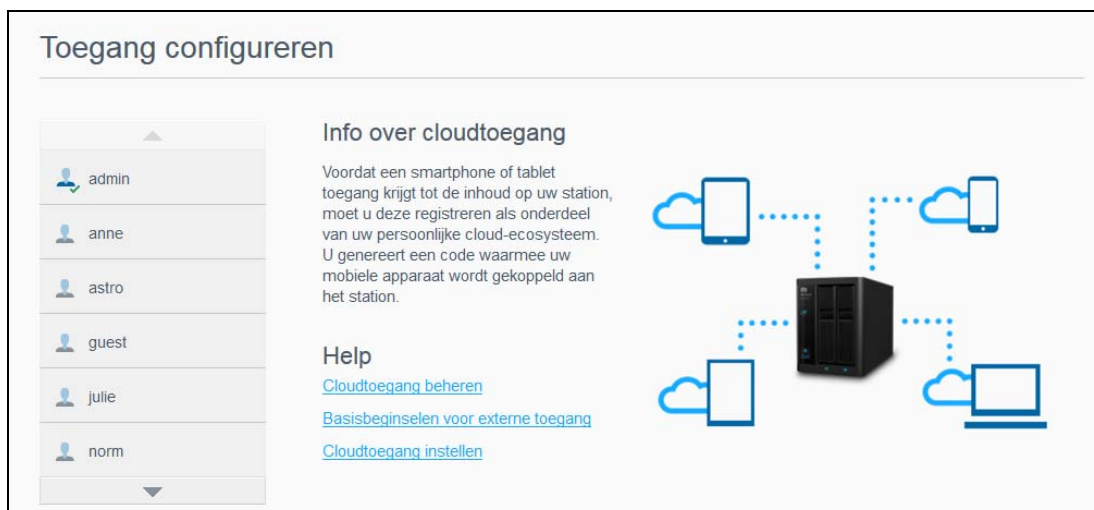 Toegang configureren
admin
anne
astro
guest
julie
norm
Info over cloudtoegang
Voordat een smartphone of tablet
toegang krijgt tot de inhoud op uw station,
moet u deze registreren als onderdeel
van uw persoonlijke cloud-ecosysteem.
U genereert een code waarmee uw
mobiele apparaat wordt gekoppeld aan
het station.
Help
Cloudtoegang beheren
Basisbeginselen voor externe toegang
Cloudtoegang instellen